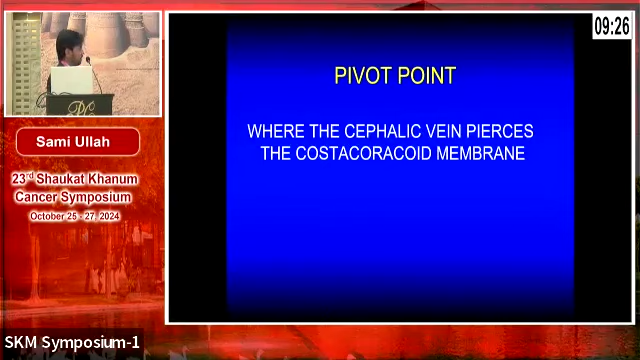 09:26
PIVOT POINT
WHERE THE CEPHALIC VEIN PIERCES
THE COSTACORACOID MEMBRANE
PC
Sami Ullah
23rd Shaukat Khanum
Cancer Symposium
October 25 - 27, 2024
SKM Symposium-1